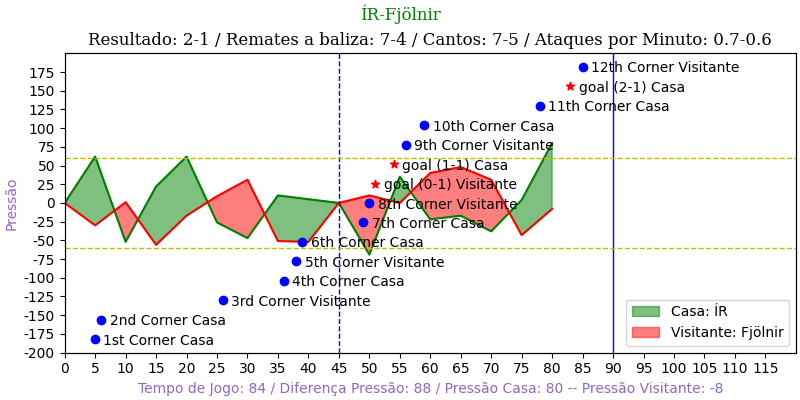 ÍR-Fjölnir
Resultado: 2-1 / Remates a baliza: 7-4 / Cantos: 7-5 / Ataques por Minuto: 0.7-0.6
175
150
125
100
75
50
25
0
-25
-50
-75
-100
-125
-150
-175
-200
Pressão
12th Corner Visitante
goal (2-1) Casa
11th Corner Casa
10th Corner Casa
9th Corner Visitante
goal (1-1) Casa
goal (0-1) Visitante
8th Corner Visitante
7th Corner Casa
6th Corner Casa
5th Corner Visitante
4th Corner Casa
3rd Corner Visitante
2nd Corner Casa
1st Corner Casa
Casa: ÍR
Visitante: Fjölnir
0 5 10 15 20 25 30 35 40 45 50 55 60 65 70 75 80 85 90 95 100 105 110 115
Tempo de Jogo: 84 / Diferença Pressão: 88 / Pressão Casa: 80 -- Pressão Visitante: -8